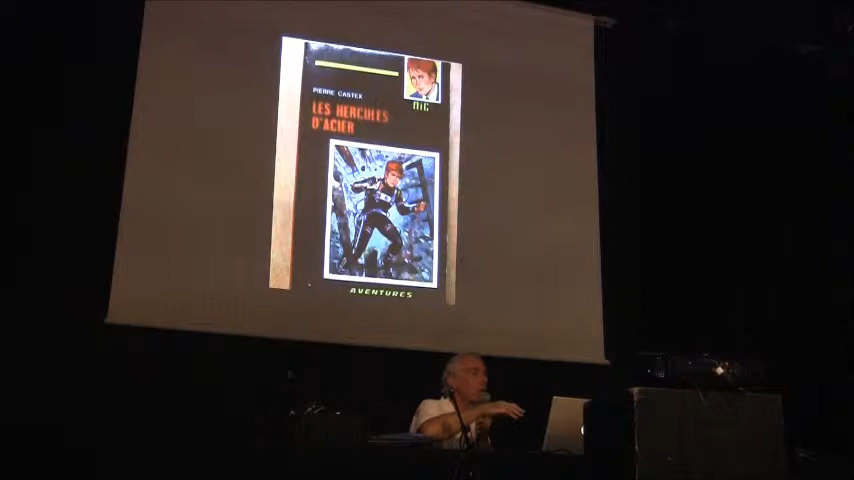 PIERRE CASTEX
NIC
LES HERCULES
D'ACIER
AVENTURES